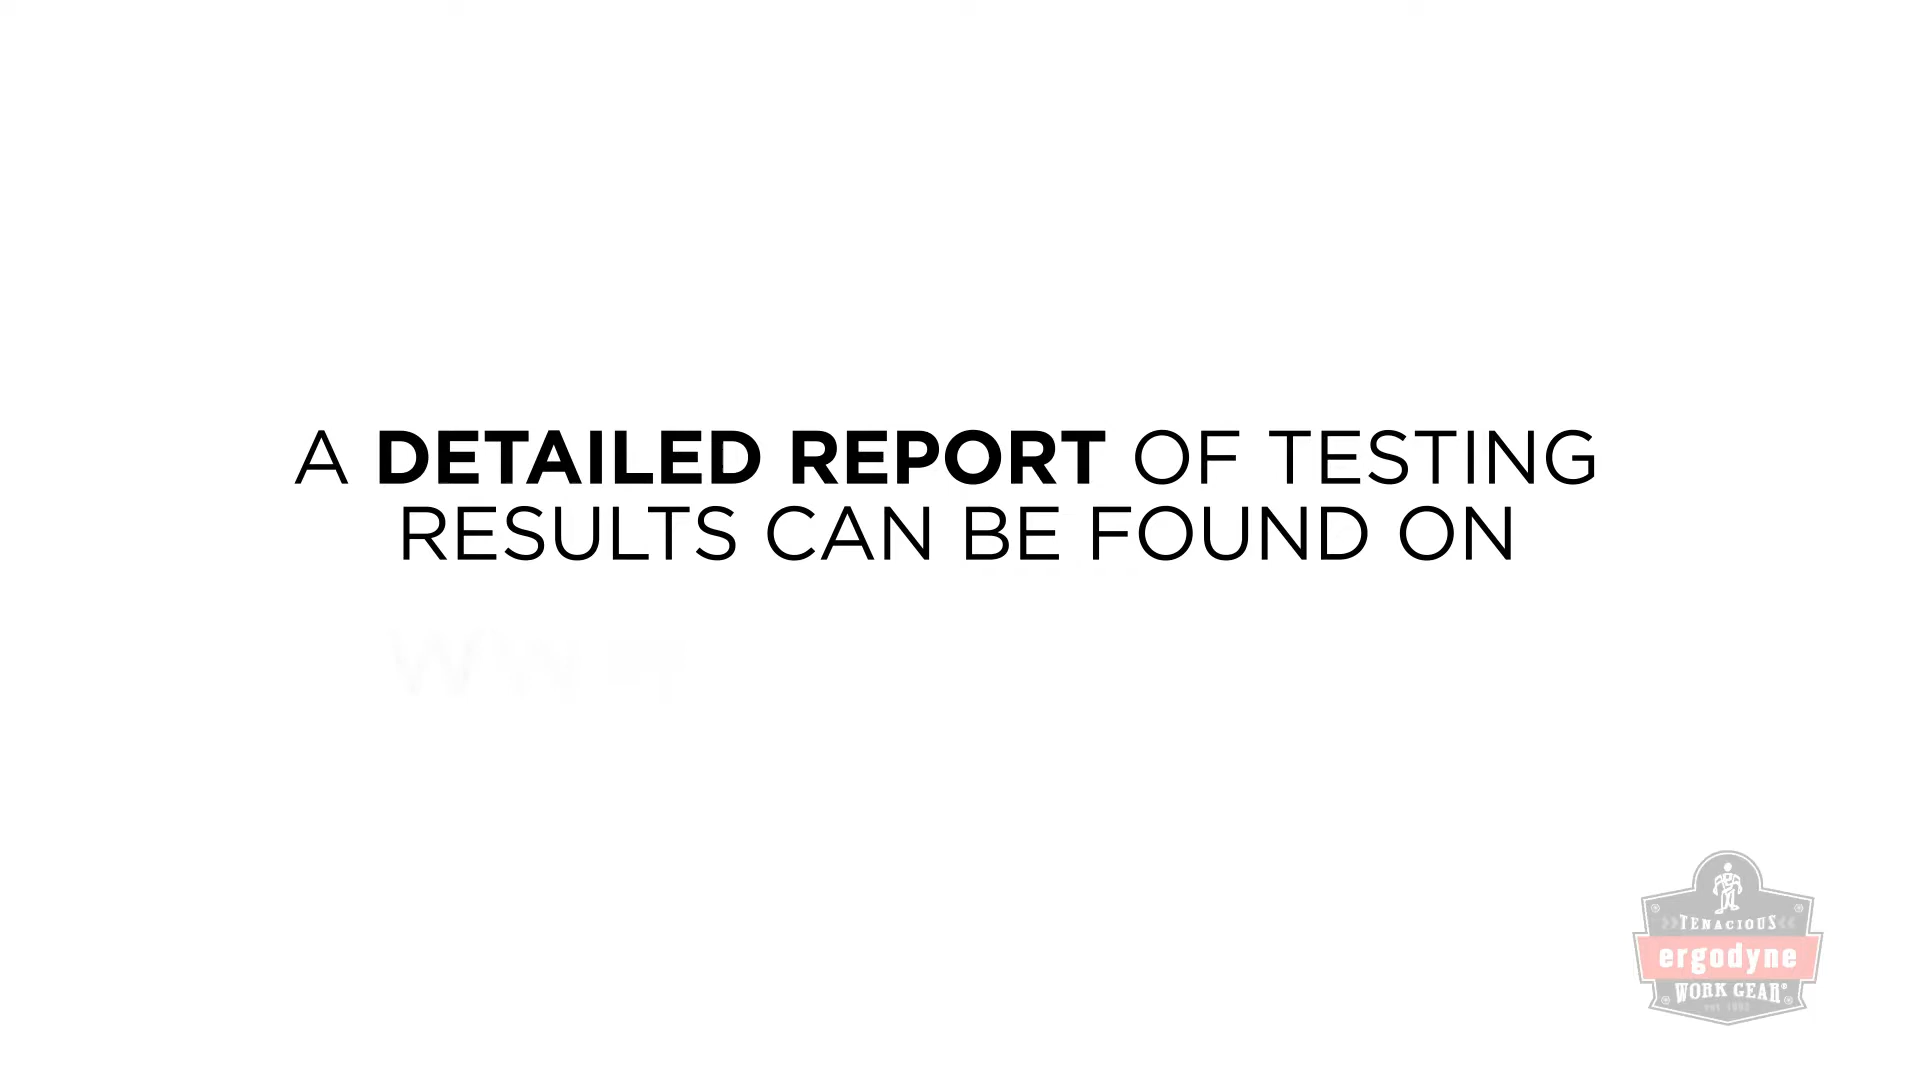 A DETAILED REPORT OF TESTING
RESULTS CAN BE FOUND ON
TENACIOUS
ergodyne
WORK GEAR®